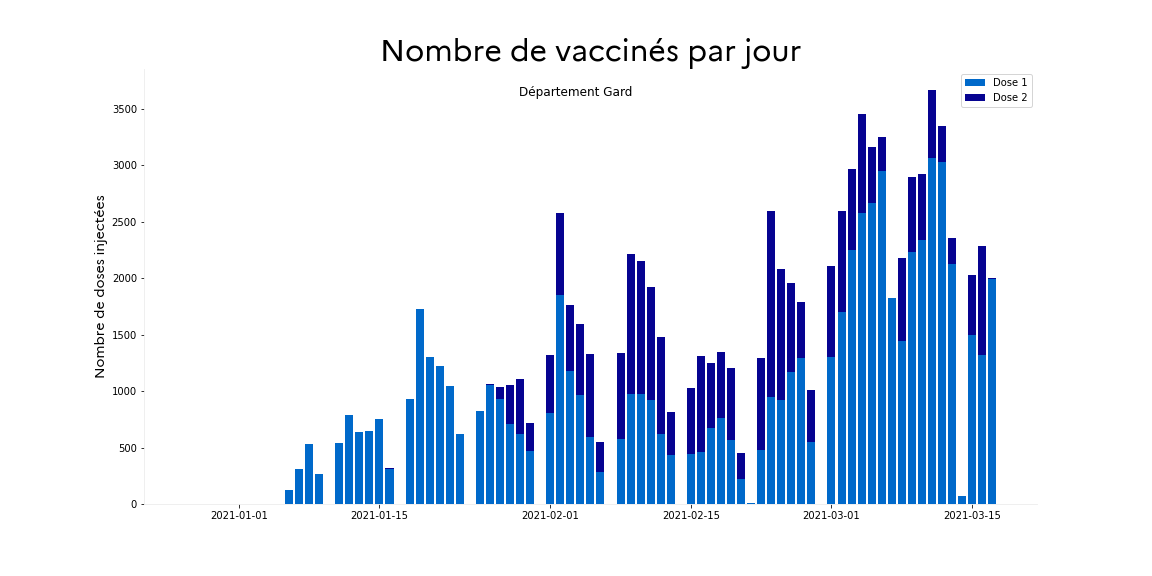 Nombre de vaccinés par jour
Département Gard
Dose 1
Dose 2
Nombre de doses injectées
3500
3000
2500
2000
1500
1000
500
0
2021-01-01
2021-01-15
2021-02-01
2021-02-15
2021-03-01
2021-03-15